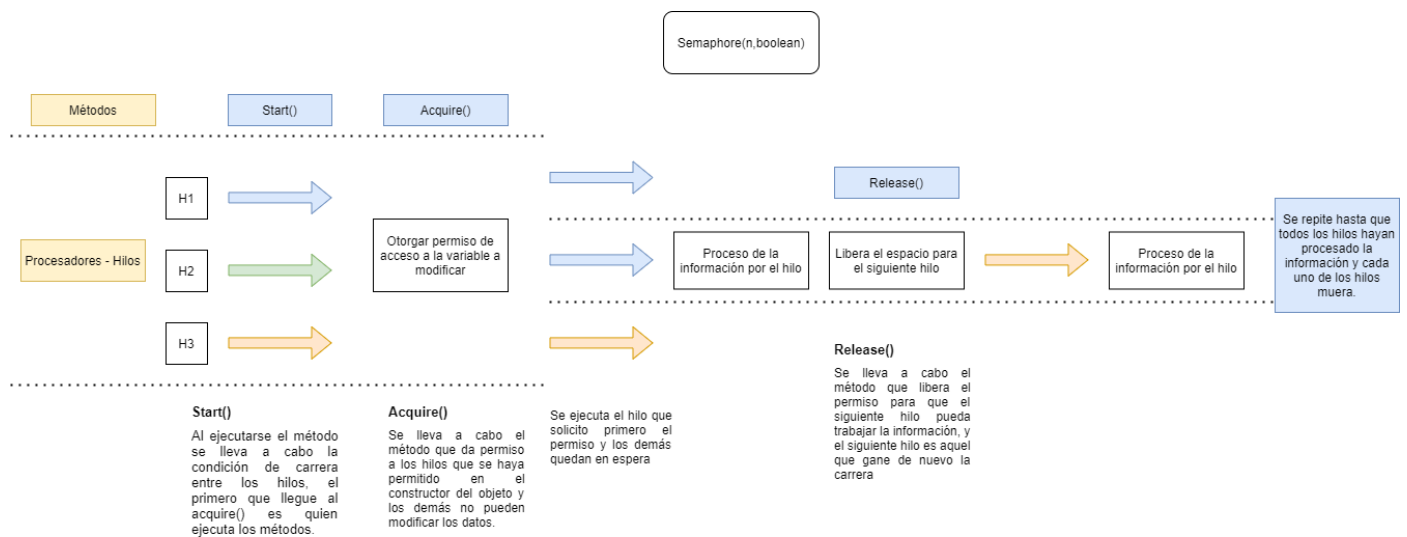 Semaphore(n,boolean)
Métodos
Start()
Acquire()
H1
Release()
Procesadores - Hilos
H2
Otorgar permiso de
acceso a la variable a
modificar
Proceso de la
información por el hilo
Libera el espacio para
el siguiente hilo
Proceso de la
información por el hilo
Se repite hasta que
todos los hilos hayan
procesado la
información y cada
uno de los hilos
muera.
H3
Start()
Al ejecutarse el método
se lleva a cabo la
condición de carrera
entre los hilos, el
primero que llegue al
acquire() es quien
ejecuta los métodos.
Acquire()
Se lleva a cabo el
método que da permiso
a los hilos que se haya
permitido en el
constructor del objeto y
los demás no pueden
modificar los datos.
Se ejecuta el hilo que
solicito primero el
permiso y los demás
quedan en espera
Release()
Se lleva a cabo el
método que libera el
permiso para que el
siguiente hilo pueda
trabajar la información, y
el siguiente hilo es aquel
que gane de nuevo la
carrera